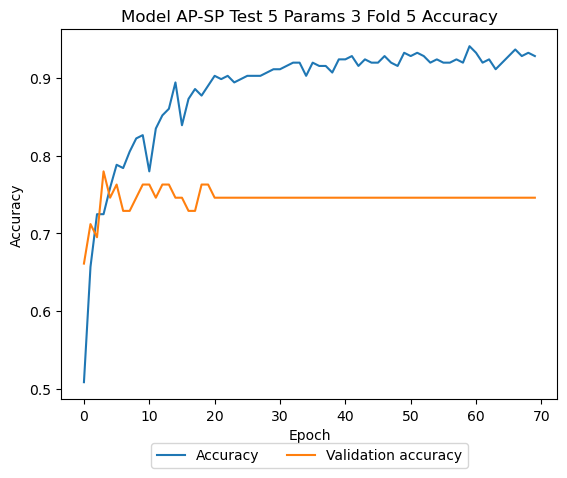 Model AP-SP Test 5 Params 3 Fold 5 Accuracy
Accuracy
0.9
0.8
0.7
0.6
0.5
0 10 20 30 40 50 60 70
Epoch
Accuracy Validation accuracy